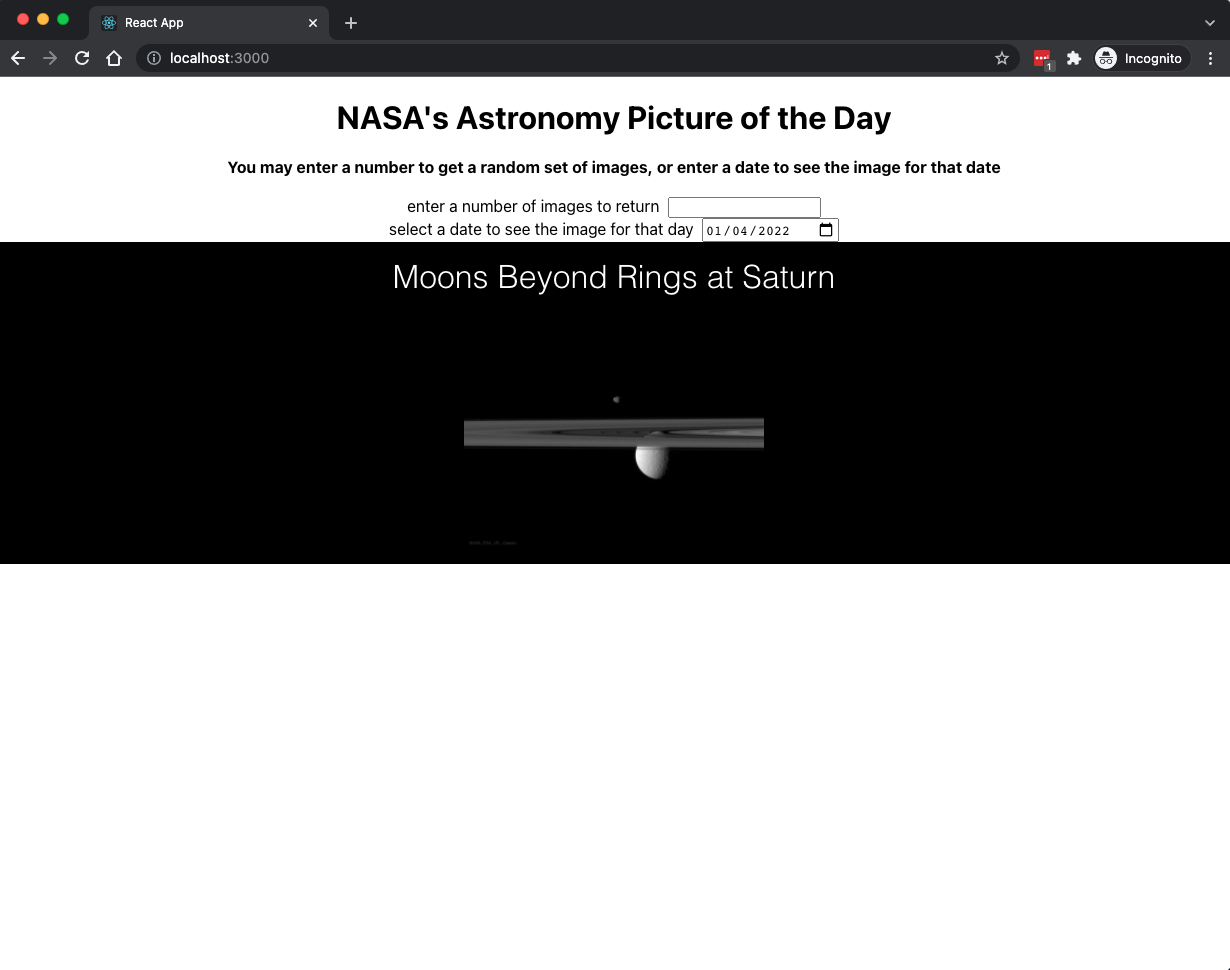 React App
localhost:3000
1
Incognito
NASA's Astronomy Picture of the Day
You may enter a number to get a random set of images, or enter a date to see the image for that date
enter a number of images to return
select a date to see the image for that day 01/04/2022
Moons Beyond Rings at Saturn